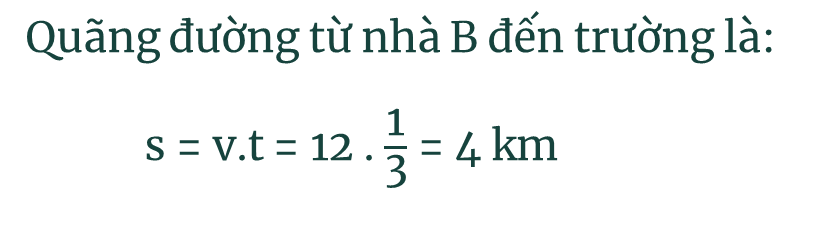 Quãng đường từ nhà B đến trường là:
s = v.t = 12 . 1/3 = 4 km